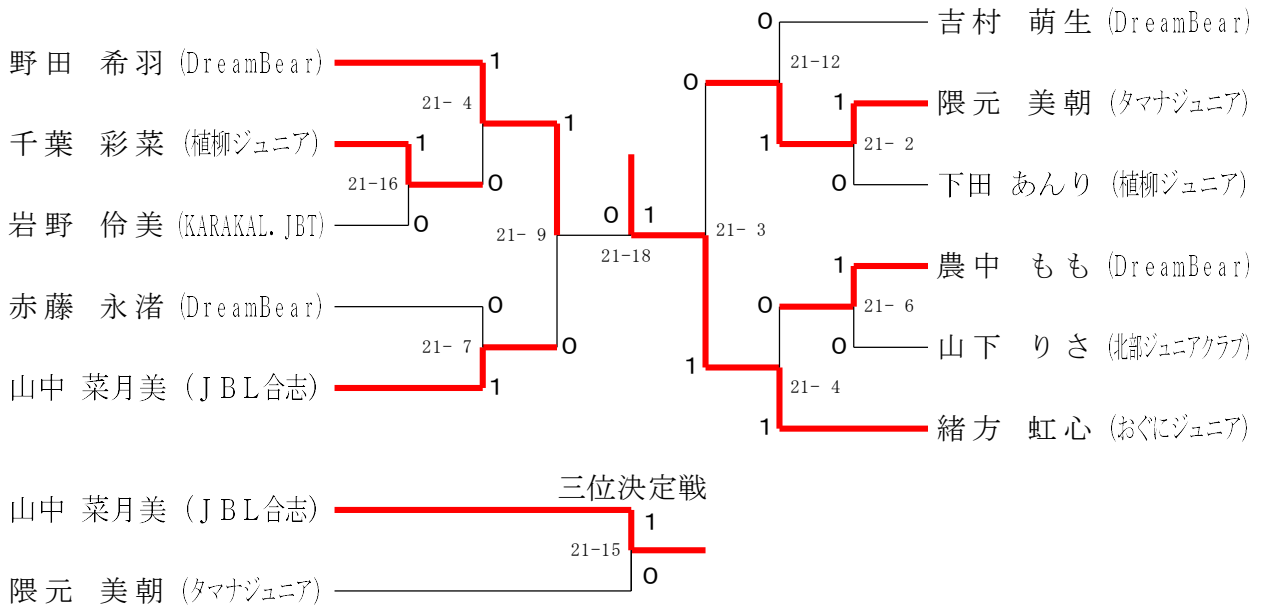 野田 希羽 (DreamBear)
千葉 彩菜 (植柳ジュニア)
岩野 伶美 (KARAKAL.JBT)
赤藤 永渚 (DreamBear)
山中 菜月美 (ＪＢＬ合志)
1
21- 4
1
21-16
0
0
1
21- 9
0
21- 7
1
0
0
1
21-18
0
21-12
0
1
1
21- 2
0
21- 3
1
0
21- 6
0
1
21- 4
1
吉村 萌生 (DreamBear)
隈元 美朝 (タマナジュニア)
下田 あんり (植柳ジュニア)
農中 もも (DreamBear)
山下 りさ (北部ジュニアクラブ)
緒方 虹心 (おぐにジュニア)
三位決定戦
山中 菜月美 (ＪＢＬ合志)
1
21-15
0
隈元 美朝 (タマナジュニア)